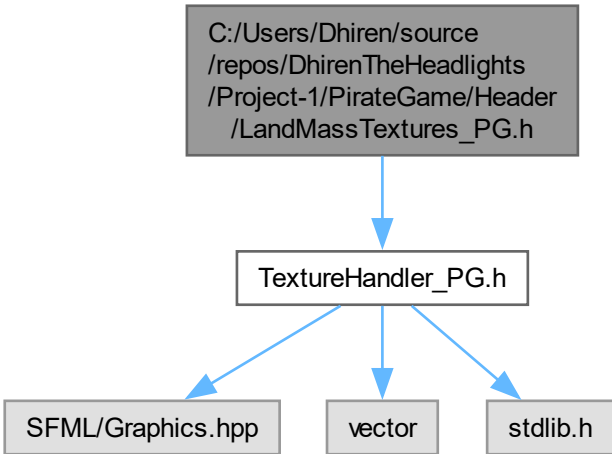 C:/Users/Dhiren/source
/repos/DhirenTheHeadlights
/Project-1/PirateGame/Header
/LandMassTextures_PG.h
TextureHandler_PG.h
SFML/Graphics.hpp
vector
stdlib.h